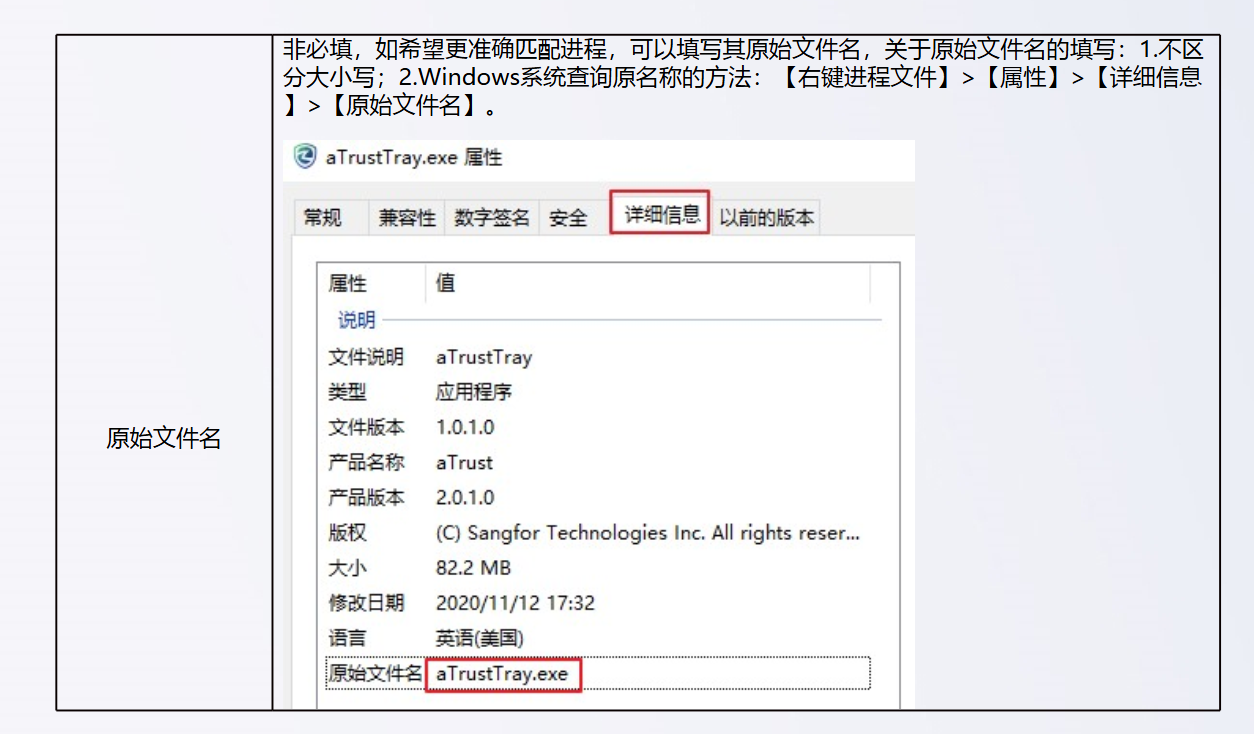 非必填，如希望更准确匹配进程，可以填写其原始文件名，关于原始文件名的填写：1.不区
分大小写；2.Windows系统查询原名称的方法：【右键进程文件】>【属性】>【详细信息
】>【原始文件名】。
aTrustTray.exe 属性
常规 兼容性 数字签名 安全 详细信息 以前的版本
属性 值
说明
文件说明 aTrustTray
类型 应用程序
文件版本 1.0.1.0
产品名称 aTrust
产品版本 2.0.1.0
版权 (C) Sangfor Technologies Inc. All rights reser...
大小 82.2 MB
修改日期 2020/11/12 17:32
语言 英语(美国)
原始文件名 aTrustTray.exe
原始文件名